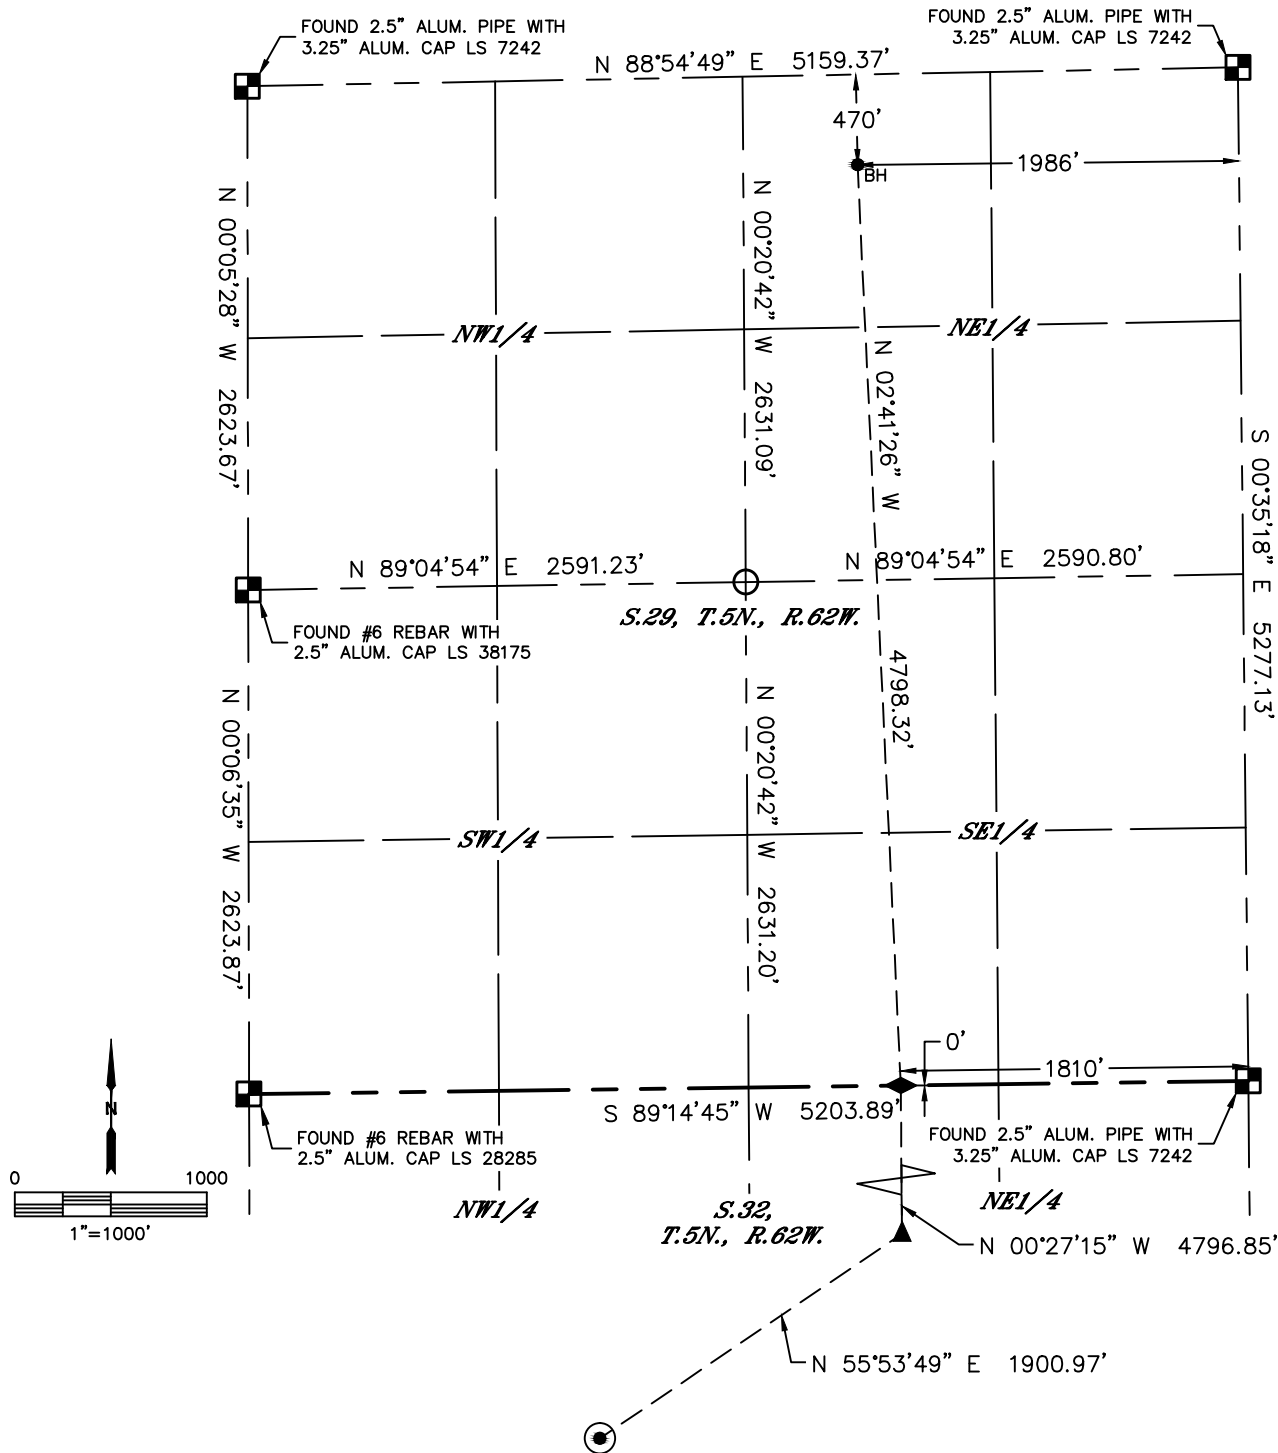 FOUND 2.5" ALUM. PIPE WITH
3.25" ALUM. CAP LS 7242
FOUND 2.5" ALUM. PIPE WITH
3.25" ALUM. CAP LS 7242
N 88°54'49" E 5159.37'
470'
BH
1986'
N 00°05'28" W 2623.67'
N 00°20'42" W 2631.09'
NW1/4
NE1/4
N 02°41'26" W 4798.32'
S 00°35'18" E 5277.13'
N 89°04'54" E 2591.23'
N 89°04'54" E 2590.80'
S.29, T.5N., R.62W.
FOUND #6 REBAR WITH
2.5" ALUM. CAP LS 38175
N 00°06'35" W 2623.87'
N 00°20'42" W 2631.20'
SW1/4
SE1/4
0'
1810'
S 89°14'45" W 5203.89'
FOUND #6 REBAR WITH
2.5" ALUM. CAP LS 28285
FOUND 2.5" ALUM. PIPE WITH
3.25" ALUM. CAP LS 7242
N
0 1000
1"=1000'
NW1/4
S.32,
T.5N., R.62W.
NE1/4
N 00°27'15" W 4796.85'
N 55°53'49" E 1900.97'